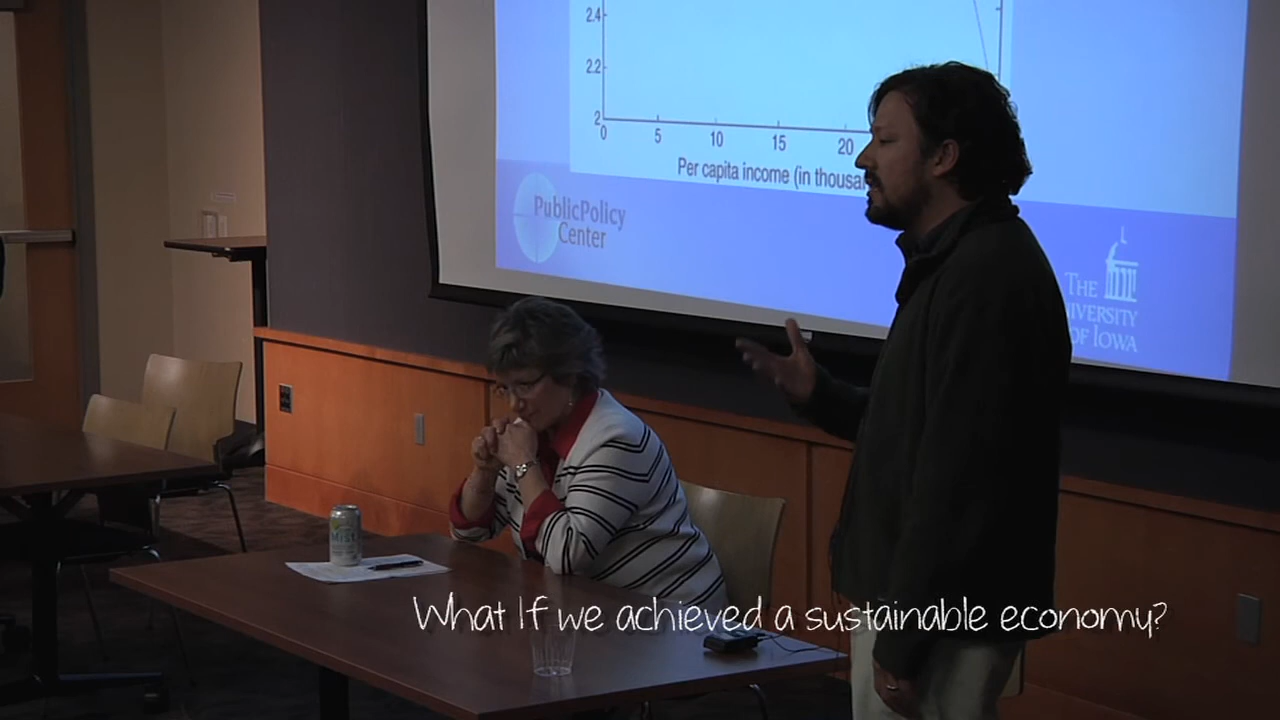 2.4
2.2
2
0 5 10 15 20
Per capita income (in thousa
PublicPolicy
Center
THE
IVERSITY
OF IOWA
Mist
What If we achieved a sustainable economy?